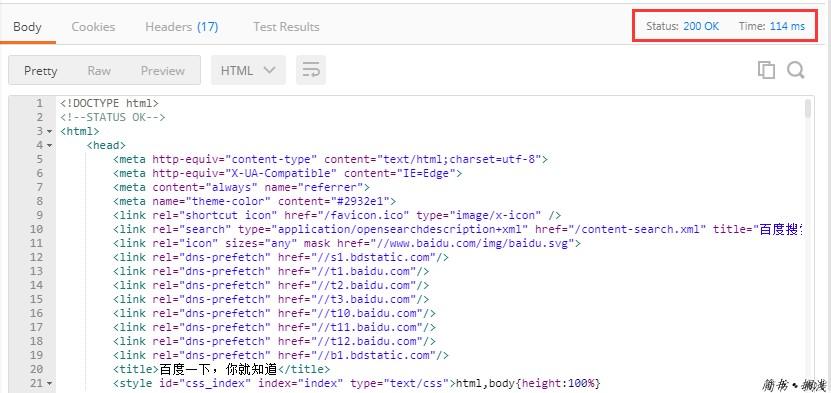 Body Cookies Headers (17) Test Results Status: 200 OK Time: 114 ms
Pretty Raw Preview HTML
1 <!DOCTYPE html>
2 <!--STATUS OK-->
3 <html>
4 <head>
5 <meta http-equiv="content-type" content="text/html;charset=utf-8">
6 <meta http-equiv="X-UA-Compatible" content="IE=Edge">
7 <meta content="always" name="referrer">
8 <meta name="theme-color" content="#2932e1">
9 <link rel="shortcut icon" href="/favicon.ico" type="image/x-icon" />
10 <link rel="search" type="application/opensearchdescription+xml" href="/content-search.xml" title="百度搜
11 <link rel="icon" sizes="any" mask href="//www.baidu.com/img/baidu.svg">
12 <link rel="dns-prefetch" href="//s1.bdstatic.com"/>
13 <link rel="dns-prefetch" href="//t1.baidu.com"/>
14 <link rel="dns-prefetch" href="//t2.baidu.com"/>
15 <link rel="dns-prefetch" href="//t3.baidu.com"/>
16 <link rel="dns-prefetch" href="//t10.baidu.com"/>
17 <link rel="dns-prefetch" href="//t11.baidu.com"/>
18 <link rel="dns-prefetch" href="//t12.baidu.com"/>
19 <link rel="dns-prefetch" href="//b1.bdstatic.com"/>
20 <title>百度一下，你就知道</title>
21 <style id="css_index" index="index" type="text/css">html,body{height:100%}
简书·搁浅